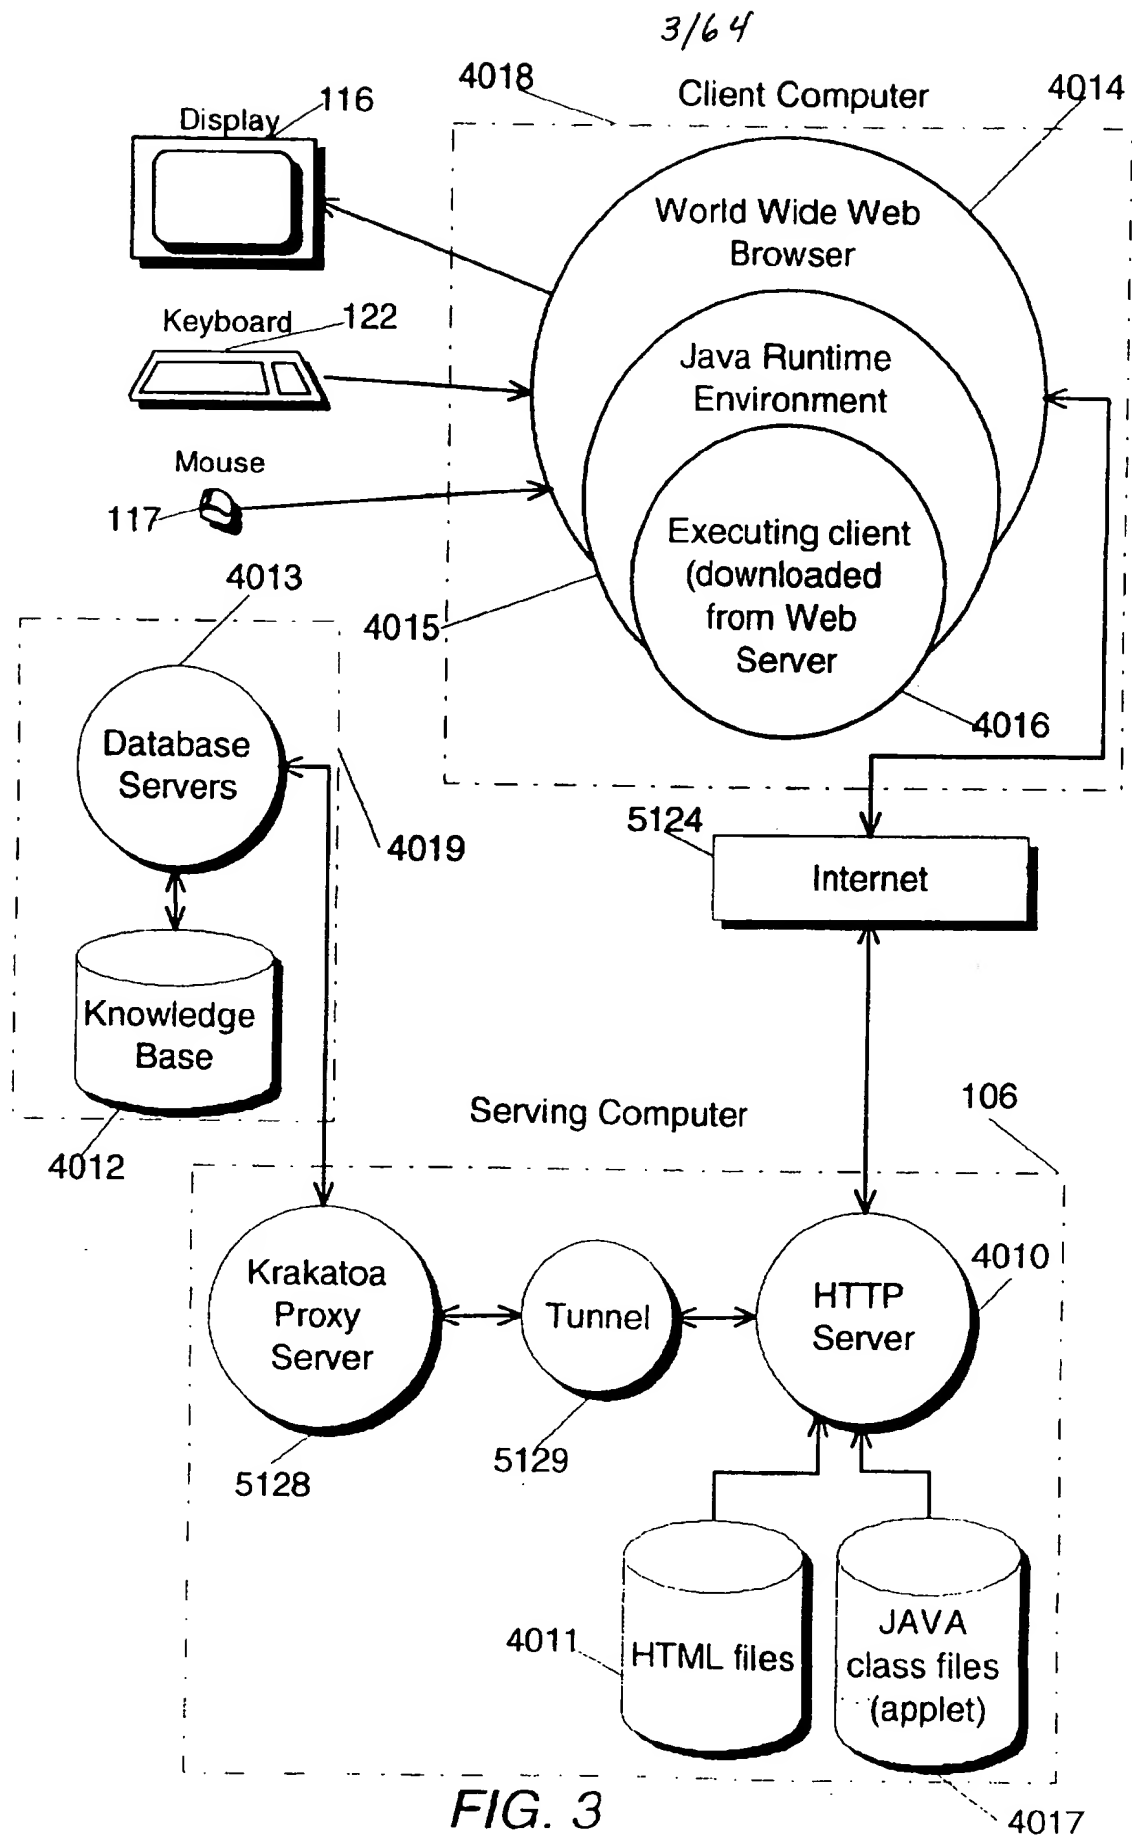 3/64
4018
Client Computer
4014
Display
116
World Wide Web
Browser
Keyboard
122
Java Runtime
Environment
Mouse
117
Executing client
(downloaded
from Web
Server
4015
4016
4013
Database
Servers
4019
5124
Internet
Knowledge
Base
4012
Serving Computer
106
Krakatoa
Proxy
Server
Tunnel
HTTP
Server
4010
5128
5129
4011
HTML files
JAVA
class files
(applet)
4017
FIG. 3